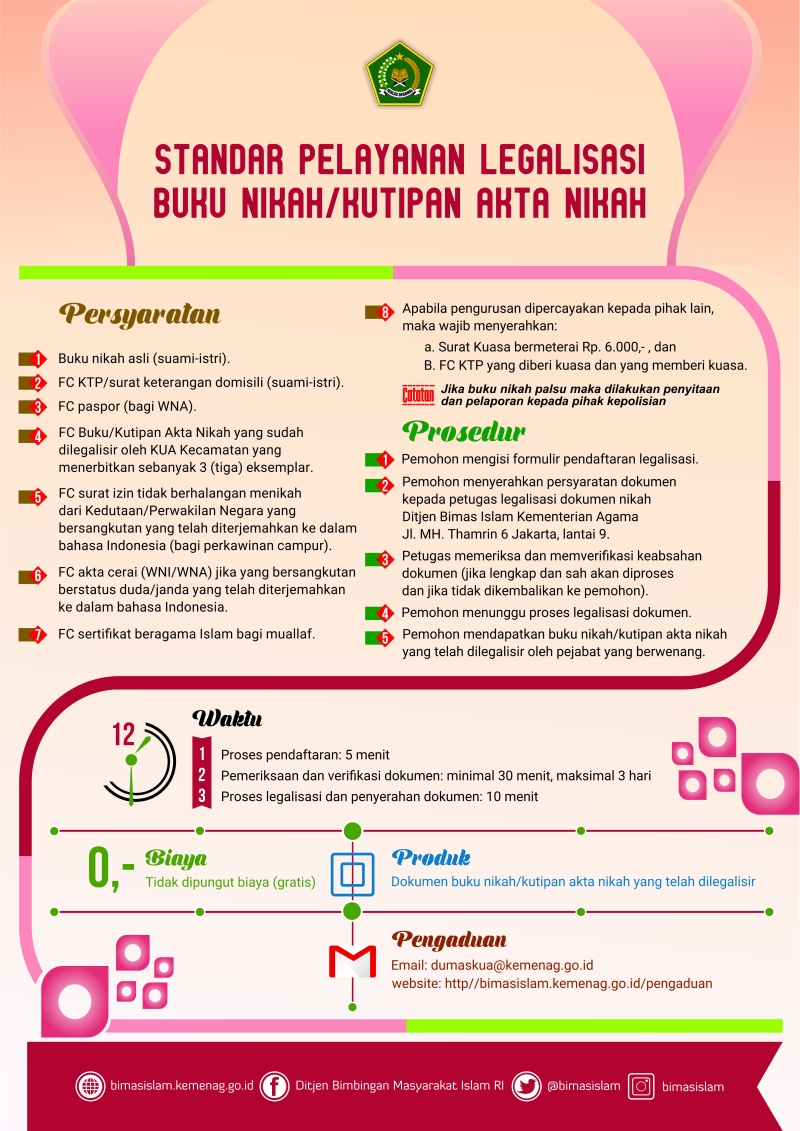 STANDAR PELAYANAN LEGALISASI
BUKU NIKAH/KUTIPAN AKTA NIKAH
Persyaratan
1 Buku nikah asli (suami-istri).
2 FC KTP/surat keterangan domisili (suami-istri).
3 FC paspor (bagi WNA).
4 FC Buku/Kutipan Akta Nikah yang sudah
dilegalisir oleh KUA Kecamatan yang
menerbitkan sebanyak 3 (tiga) eksemplar.
5 FC surat izin tidak berhalangan menikah
dari Kedutaan/Perwakilan Negara yang
bersangkutan yang telah diterjemahkan ke dalam
bahasa Indonesia (bagi perkawinan campur).
6 FC akta cerai (WNI/WNA) jika yang bersangkutan
berstatus duda/janda yang telah diterjemahkan
ke dalam bahasa Indonesia.
7 FC sertifikat beragama Islam bagi muallaf.
8 Apabila pengurusan dipercayakan kepada pihak lain,
maka wajib menyerahkan:
a. Surat Kuasa bermeterai Rp. 6.000,- , dan
B. FC KTP yang diberi kuasa dan yang memberi kuasa.
Catatan Jika buku nikah palsu maka dilakukan penyitaan
dan pelaporan kepada pihak kepolisian
Prosedur
1 Pemohon mengisi formulir pendaftaran legalisasi.
2 Pemohon menyerahkan persyaratan dokumen
kepada petugas legalisasi dokumen nikah
Ditjen Bimas Islam Kementerian Agama
Jl. MH. Thamrin 6 Jakarta, lantai 9.
3 Petugas memeriksa dan memverifikasi keabsahan
dokumen (jika lengkap dan sah akan diproses
dan jika tidak dikembalikan ke pemohon).
4 Pemohon menunggu proses legalisasi dokumen.
5 Pemohon mendapatkan buku nikah/kutipan akta nikah
yang telah dilegalisir oleh pejabat yang berwenang.
12
Waktu
1 Proses pendaftaran: 5 menit
2 Pemeriksaan dan verifikasi dokumen: minimal 30 menit, maksimal 3 hari
3 Proses legalisasi dan penyerahan dokumen: 10 menit
0,- Biaya
Tidak dipungut biaya (gratis)
Produk
Dokumen buku nikah/kutipan akta nikah yang telah dilegalisir
Pengaduan
Email: dumaskua@kemenag.go.id
website: http//bimasislam.kemenag.go.id/pengaduan
bimasislam.kemenag.go.id Ditjen Bimbingan Masyarakat Islam RI @bimasislam bimasislam